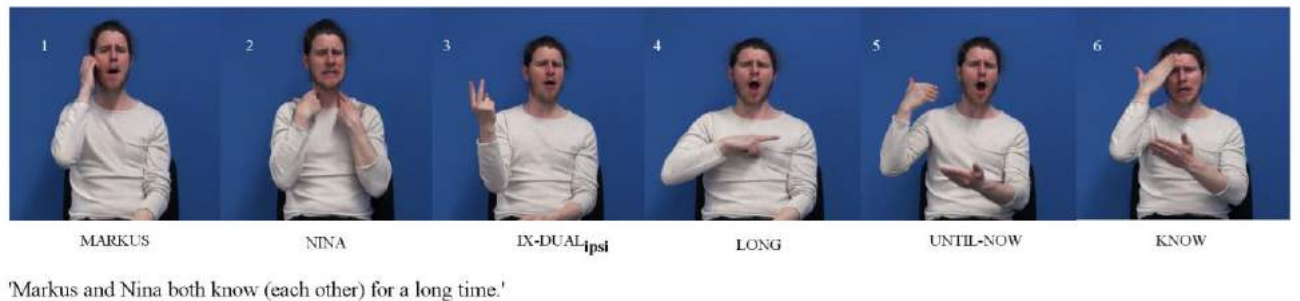 1 2 3 4 5 6
MARKUS NINA IX-DUALipsi LONG UNTIL-NOW KNOW
'Markus and Nina both know (each other) for a long time.'